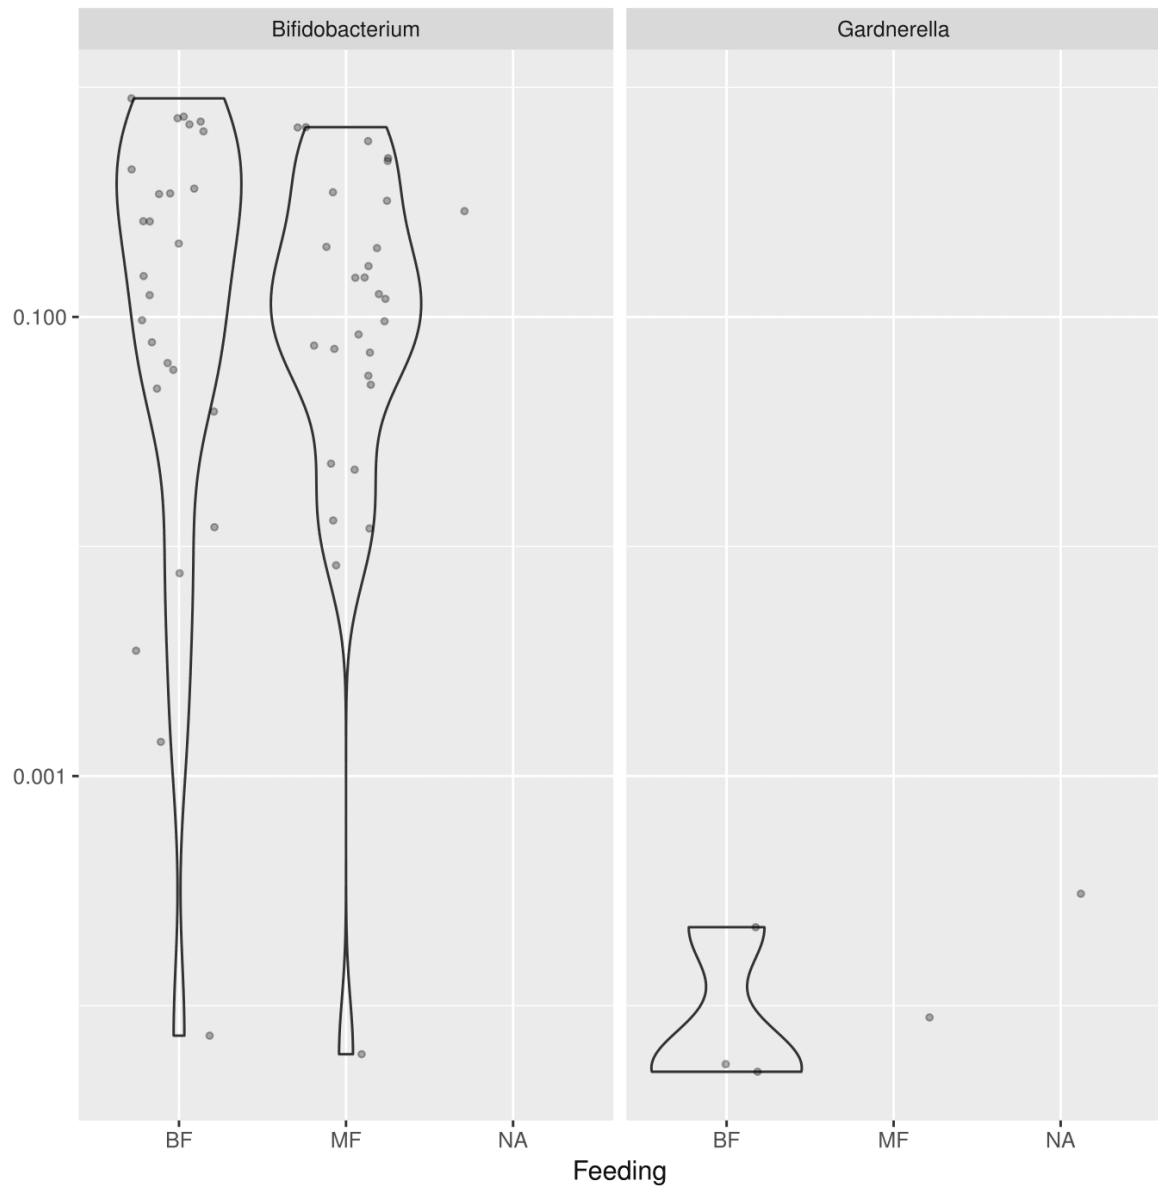 Bifidobacterium
Gardnerella
0.100
0.001
BF
MF
NA
BF
MF
NA
Feeding